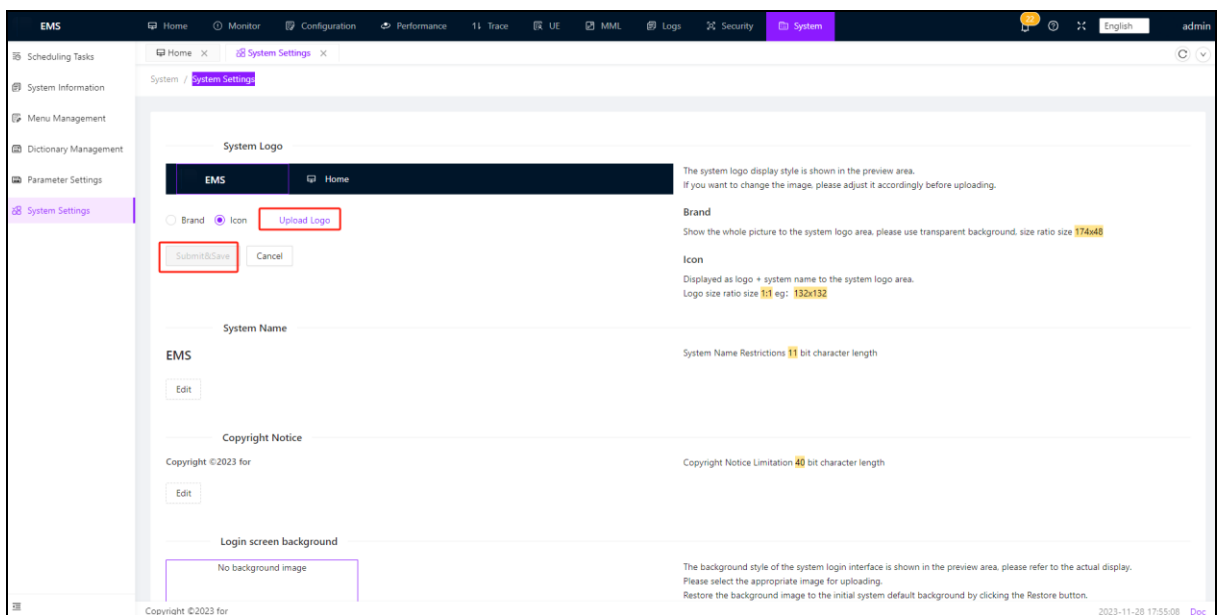 EMS Home Monitor Configuration Performance Trace UE MML Logs Security System 22 English admin
Scheduling Tasks
System Information
Menu Management
Dictionary Management
Parameter Settings
System Settings
Home System Settings
System / System Settings
System Logo
EMS Home
Brand Icon Upload Logo
Submit&Save Cancel
The system logo display style is shown in the preview area.
If you want to change the image, please adjust it accordingly before uploading.
Brand
Show the whole picture to the system logo area, please use transparent background, size ratio size 174x48
Icon
Displayed as logo + system name to the system logo area.
Logo size ratio size 1:1 eg: 132x132
System Name
EMS
Edit
System Name Restrictions 11 bit character length
Copyright Notice
Copyright ©2023 for
Edit
Copyright Notice Limitation 40 bit character length
Login screen background
No background image
The background style of the system login interface is shown in the preview area, please refer to the actual display.
Please select the appropriate image for uploading.
Restore the background image to the initial system default background by clicking the Restore button.
Copyright ©2023 for 2023-11-28 17:55:08 Doc